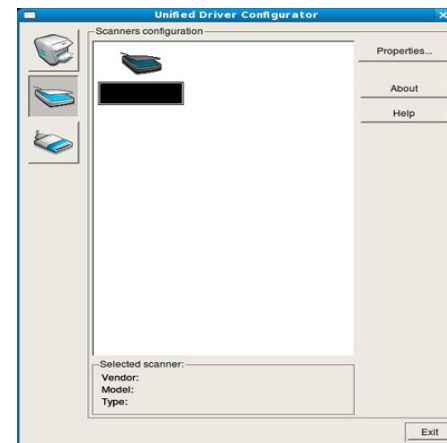 Unified Driver Configurator
Scanners configuration
Properties...
About
Help
Selected scanner:
Vendor:
Model:
Type:
Exit